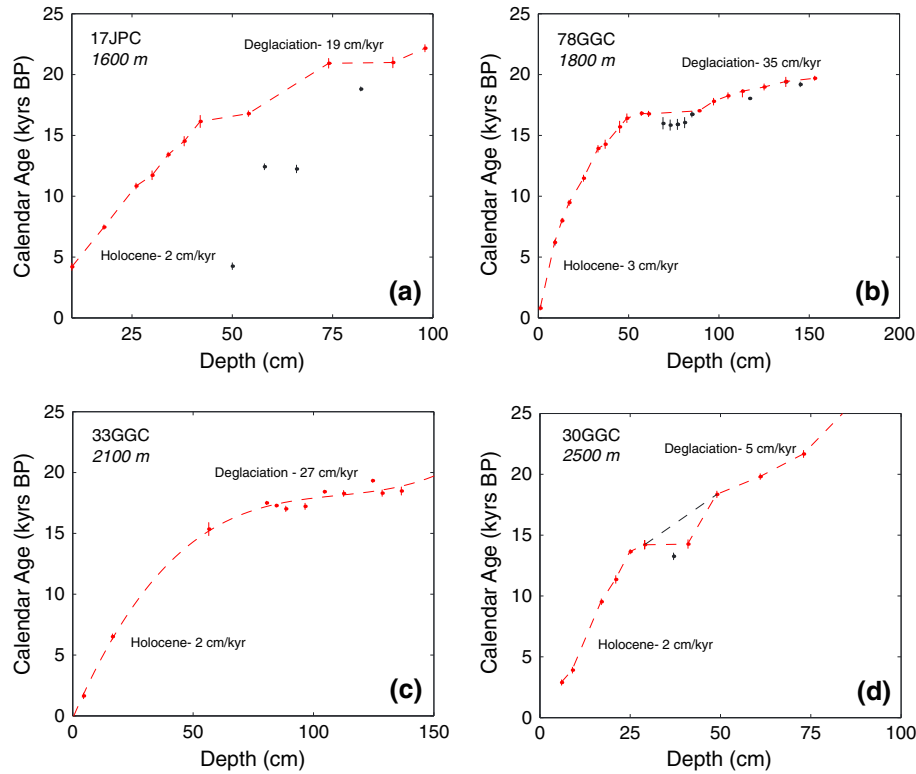 17JPC
1600 m
Deglaciation- 19 cm/kyr
Holocene- 2 cm/kyr
(a)
Calendar Age (kyrs BP)
25
20
15
10
5
0
25
50
75
100
Depth (cm)
78GGC
1800 m
Deglaciation- 35 cm/kyr
Holocene- 3 cm/kyr
(b)
Calendar Age (kyrs BP)
25
20
15
10
5
0
0
50
100
150
200
Depth (cm)
33GGC
2100 m
Deglaciation - 27 cm/kyr
Holocene- 2 cm/kyr
(c)
Calendar Age (kyrs BP)
25
20
15
10
5
0
0
50
100
150
Depth (cm)
30GGC
2500 m
Deglaciation- 5 cm/kyr
Holocene- 2 cm/kyr
(d)
Calendar Age (kyrs BP)
25
20
15
10
5
0
0
25
50
75
100
Depth (cm)